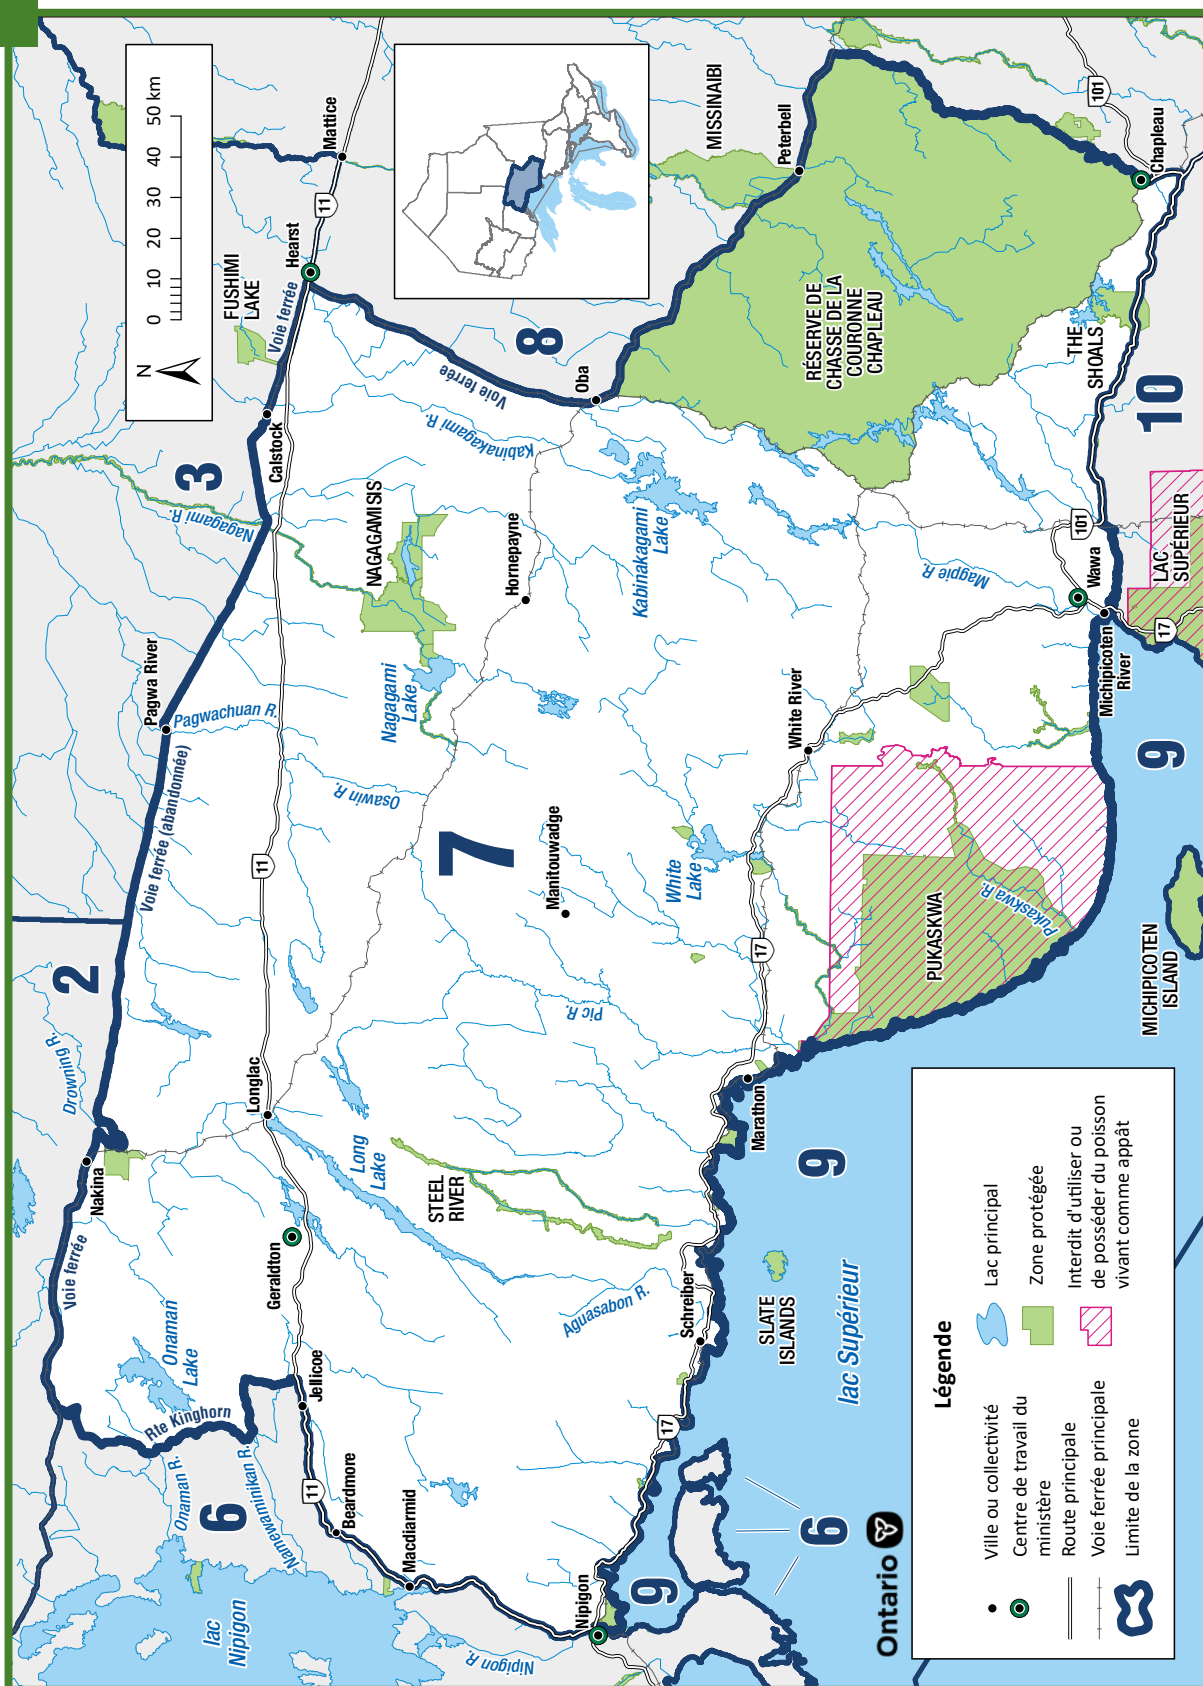 2
3
6
7
8
9
9
9
10
6
Drowning R.
Nakina
Voie ferrée
Voie ferrée (abandonnée)
Pagwa River
Pagwachuan R.
Nagagami R.
Calstock
Voie ferrée
FUSHIMI
LAKE
Hearst
11
Mattice
N
0 10 20 30 40 50 km
Onaman
Lake
Rte Kinghorn
Onaman R.
Namewaminikan R.
lac
Nipigon
Geraldton
Longlac
11
Jellicoe
11
Beardmore
Macdiarmid
Nipigon
Nipigon R.
Long
Lake
STEEL
RIVER
Aguasabon R.
Schreiber
17
Osawin R.
NAGAGAMISIS
Nagagami
Lake
Hornepayne
Kabinakagami R.
Voie ferrée
Oba
Manitouwadge
Pic R.
White
Lake
Kabinakagami
Lake
MISSINAIBI
Peterbell
RÉSERVE DE
CHASSE DE LA
COURONNE
CHAPLEAU
White River
17
Marathon
PUKASKWA
Pukaskwa R.
Magpie R.
Wawa
101
Michipicoten
River
17
LAC
SUPÉRIEUR
THE
SHOALS
101
Chapleau
MICHIPICOTEN
ISLAND
SLATE
ISLANDS
lac Supérieur
Ontario
Légende
Ville ou collectivité
Centre de travail du
ministère
Route principale
Voie ferrée principale
Limite de la zone
Lac principal
Zone protégée
Interdit d'utiliser ou
de posséder du poisson
vivant comme appât